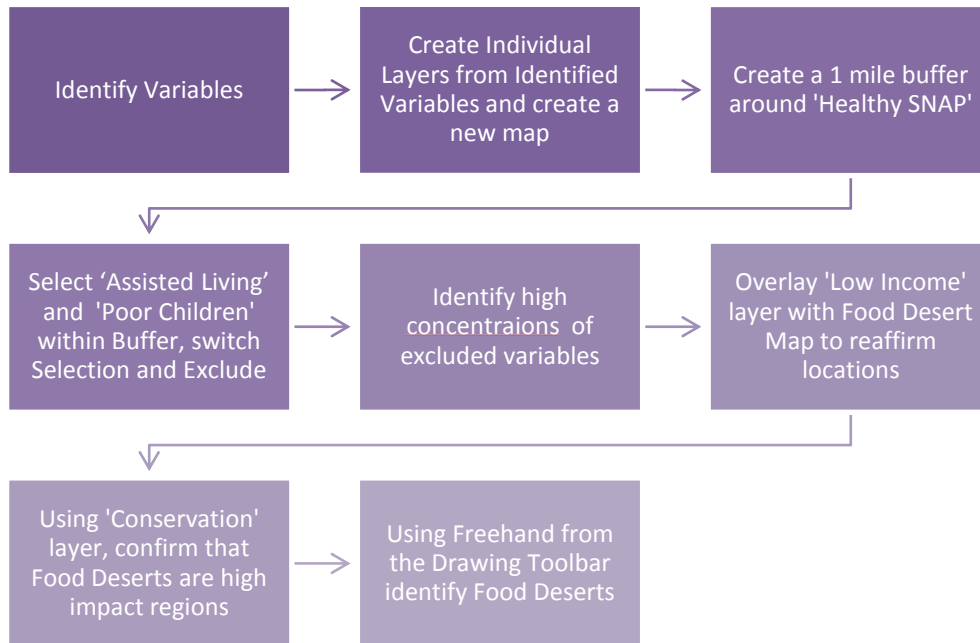 Identify Variables
Create Individual
Layers from Identified
Variables and create a
new map
Create a 1 mile buffer
around 'Healthy SNAP'
Select ‘Assisted Living’
and 'Poor Children'
within Buffer, switch
Selection and Exclude
Identify high
concentraions of
excluded variables
Overlay 'Low Income'
layer with Food Desert
Map to reaffirm
locations
Using 'Conservation'
layer, confirm that
Food Deserts are high
impact regions
Using Freehand from
the Drawing Toolbar
identify Food Deserts